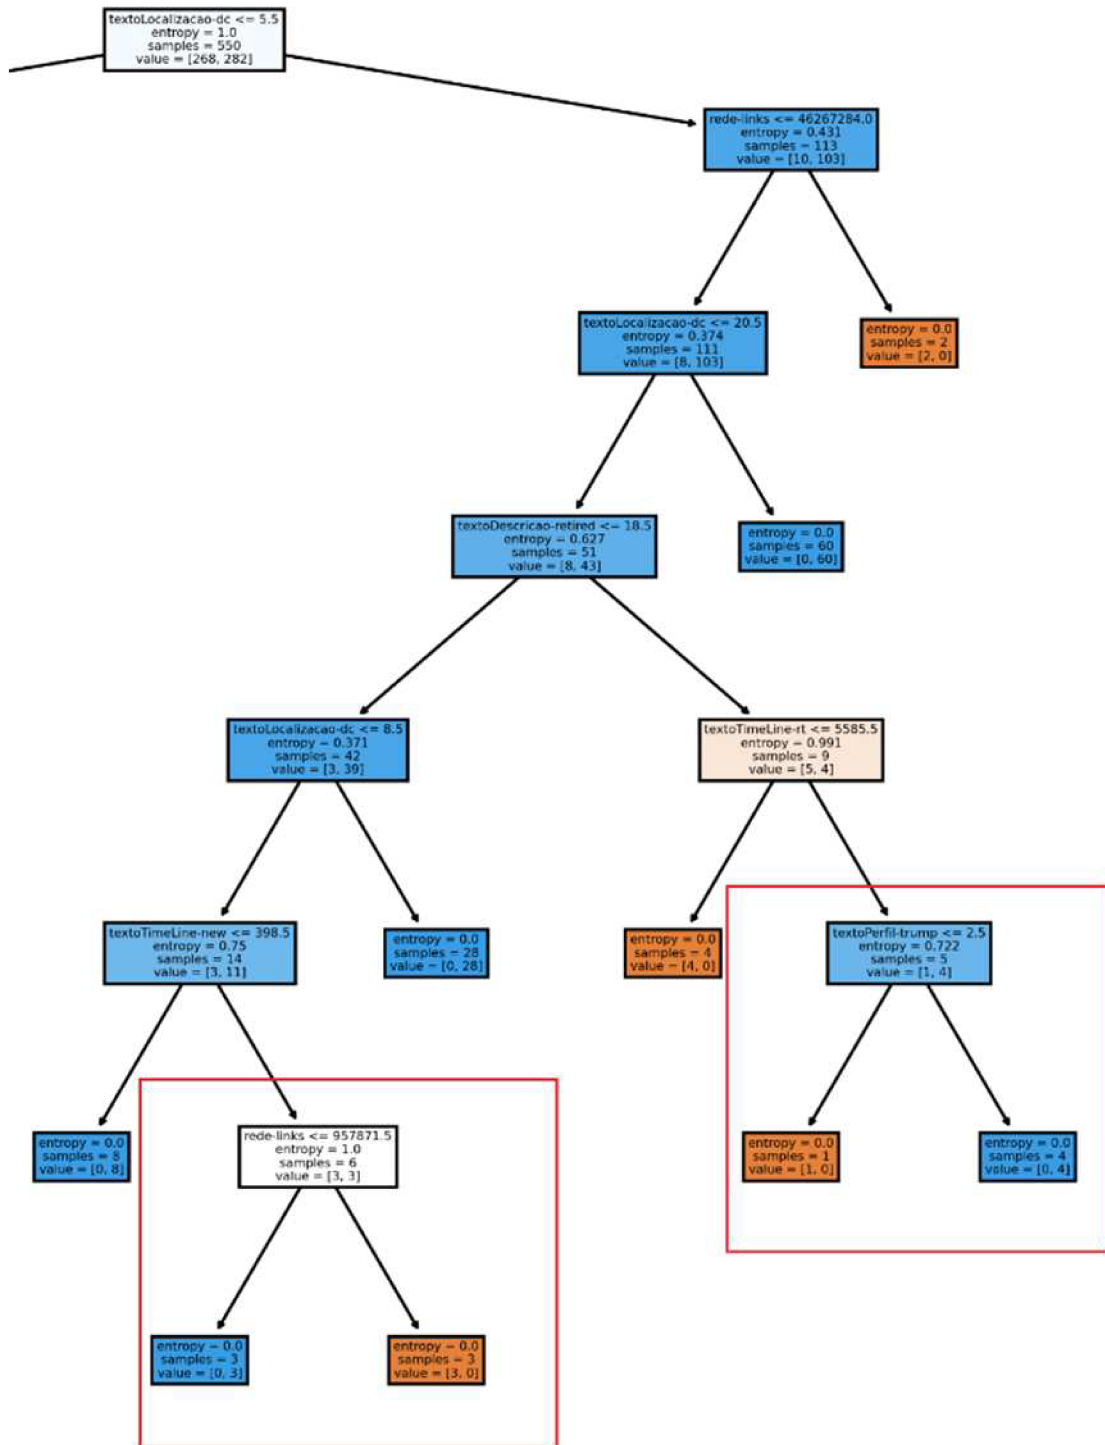 textoLocalizacao-dc <= 5.5
entropy = 1.0
samples = 550
value = [268, 282]
rede-links <= 46267284.0
entropy = 0.431
samples = 113
value = [10, 103]
textoLocalizacao-dc <= 20.5
entropy = 0.374
samples = 111
value = [8, 103]
entropy = 0.0
samples = 2
value = [2, 0]
textoDescricao-retired <= 18.5
entropy = 0.627
samples = 51
value = [8, 43]
entropy = 0.0
samples = 60
value = [0, 60]
textoLocalizacao-dc <= 8.5
entropy = 0.371
samples = 42
value = [3, 39]
textoTimeLine-rt <= 5585.5
entropy = 0.991
samples = 9
value = [5, 4]
textoTimeLine-new <= 398.5
entropy = 0.75
samples = 14
value = [3, 11]
entropy = 0.0
samples = 28
value = [0, 28]
entropy = 0.0
samples = 4
value = [4, 0]
textoPerfil-trump <= 2.5
entropy = 0.722
samples = 5
value = [1, 4]
entropy = 0.0
samples = 8
value = [0, 8]
rede-links <= 957871.5
entropy = 1.0
samples = 6
value = [3, 3]
entropy = 0.0
samples = 1
value = [1, 0]
entropy = 0.0
samples = 4
value = [0, 4]
entropy = 0.0
samples = 3
value = [0, 3]
entropy = 0.0
samples = 3
value = [3, 0]